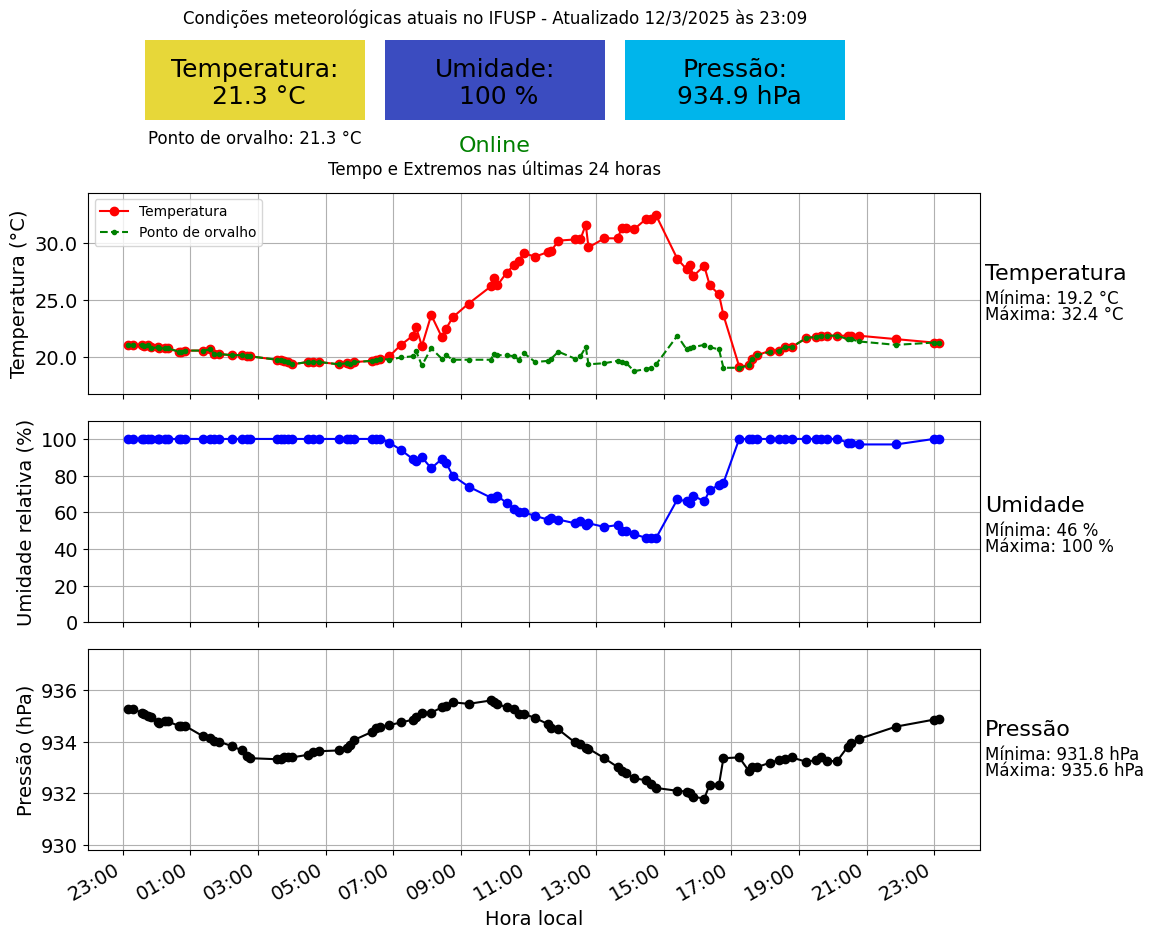 Condições meteorológicas atuais no IFUSP - Atualizado 12/3/2025 às 23:09
Temperatura:
21.3 °C
Umidade:
100 %
Pressão:
934.9 hPa
Ponto de orvalho: 21.3 °C
Online
Tempo e Extremos nas últimas 24 horas
Temperatura
Ponto de orvalho
Temperatura (°C)
30.0
25.0
20.0
Temperatura
Mínima: 19.2 °C
Máxima: 32.4 °C
Umidade relativa (%)
100
80
60
40
20
0
Umidade
Mínima: 46 %
Máxima: 100 %
Pressão (hPa)
936
934
932
930
Pressão
Mínima: 931.8 hPa
Máxima: 935.6 hPa
23:00 01:00 03:00 05:00 07:00 09:00 11:00 13:00 15:00 17:00 19:00 21:00 23:00
Hora local